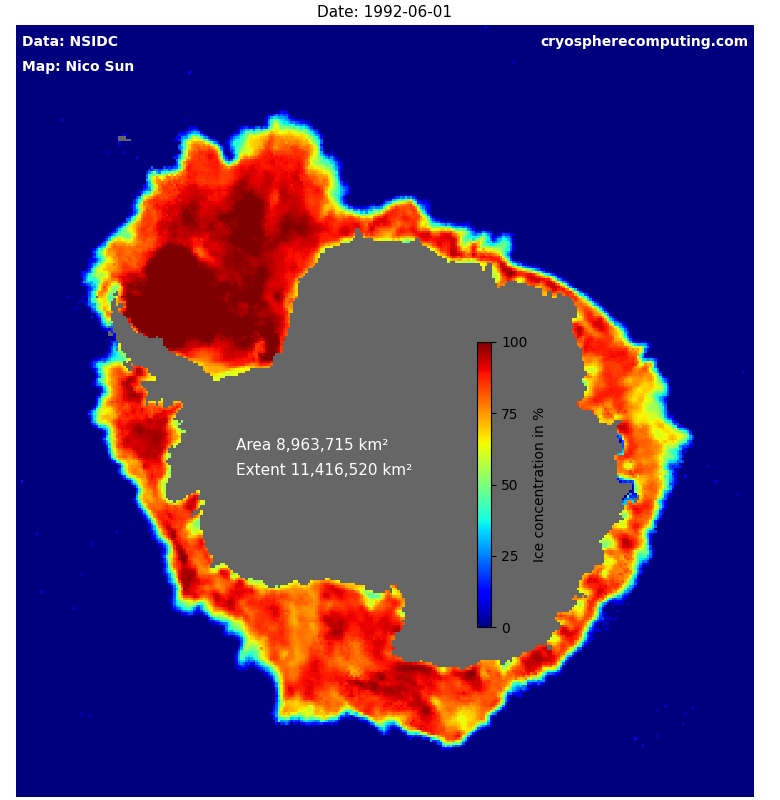 Date: 1992-06-01
Data: NSIDC
cryospherecomputing.com
Map: Nico Sun
100
75
50
25
0
Ice concentration in %
Area 8,963,715 km²
Extent 11,416,520 km²